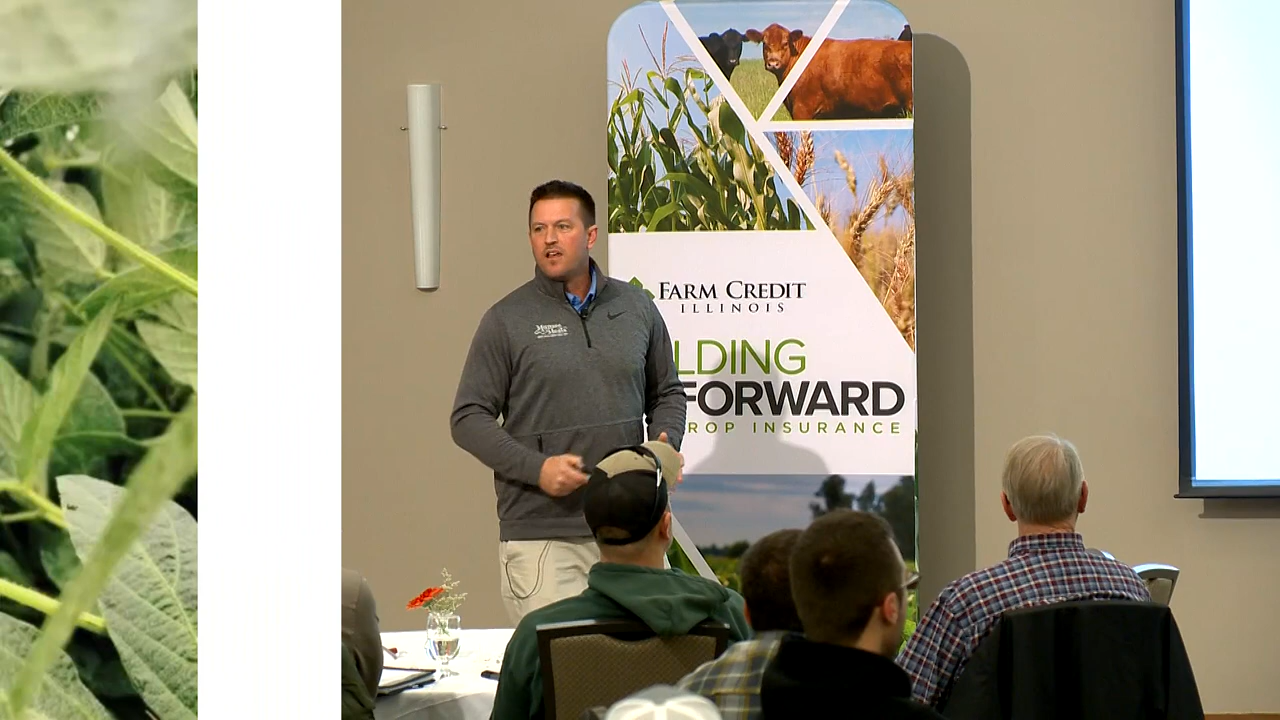 FARM CREDIT
ILLINOIS
LDING
FORWARD
ROP INSURANCE